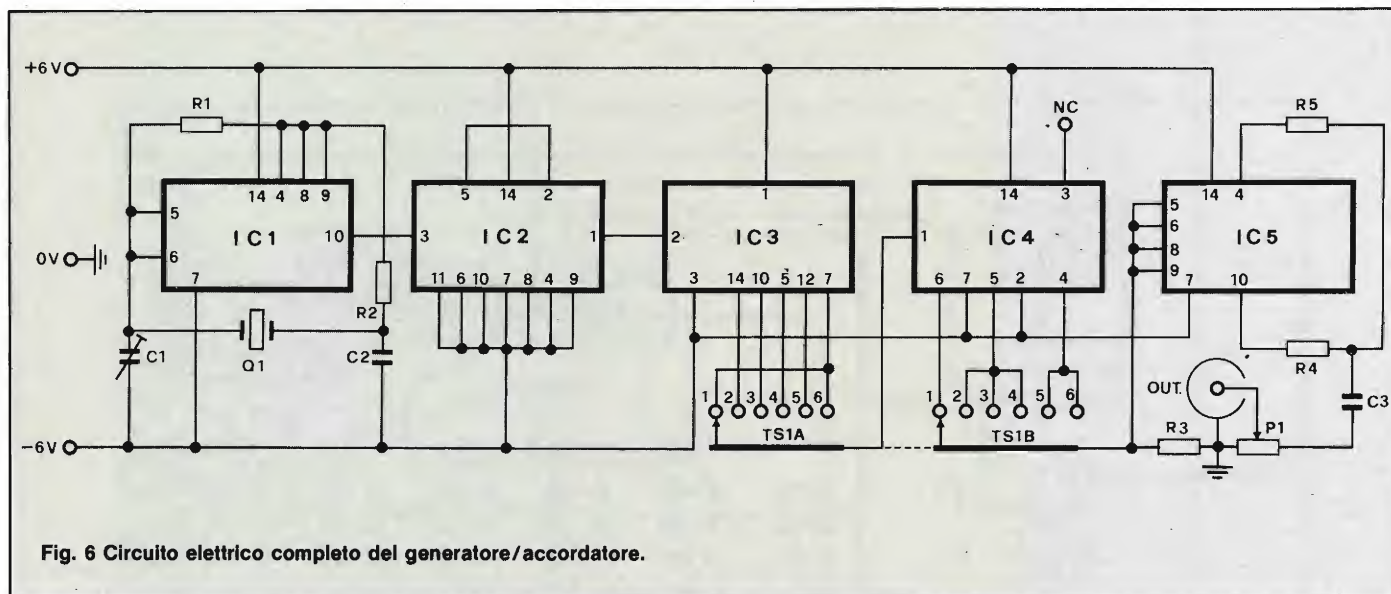 +6V
NC
R1
R5
14 4 8 9
5 14 2
1
14 3
14 4
5
6
IC1
10
3
IC2
1
2
IC3
1
IC4
5
6
8
9
IC5
0V
7
11 6 10 7 8 4 9
3 14 10 5 12 7
6 7 5 2 4
10 7
R2
C1
Q1
C2
R4
C3
1 2 3 4 5 6
1 2 3 4 5 6
OUT.
TS1A
TS1B
R3
P1
-6V
Fig. 6 Circuito elettrico completo del generatore/accordatore.